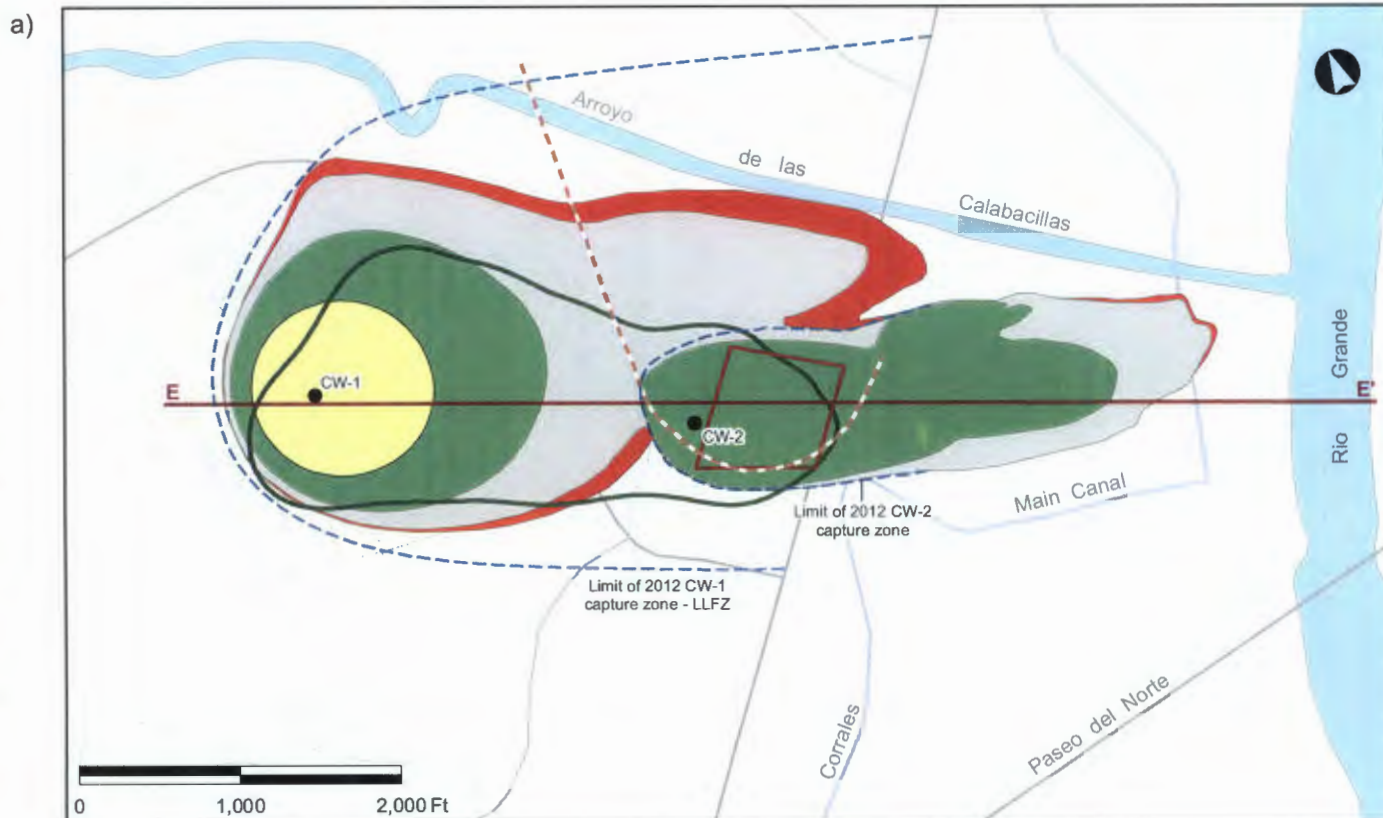 a)
Arroyo
de las
Calabacillas
CW-1
E
E'
CW-2
Rio Grande
Main Canal
Limit of 2012 CW-2
capture zone
Limit of 2012 CW-1
capture zone - LLFZ
Corrales
Paseo del Norte
0 1,000 2,000 Ft